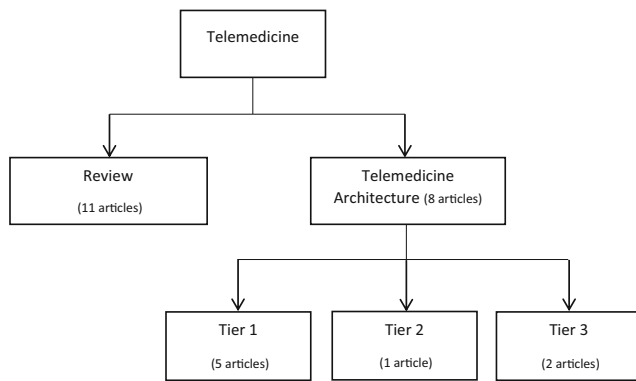 Telemedicine
Review
(11 articles)
Telemedicine
Architecture (8 articles)
Tier 1
(5 articles)
Tier 2
(1 article)
Tier 3
(2 articles)